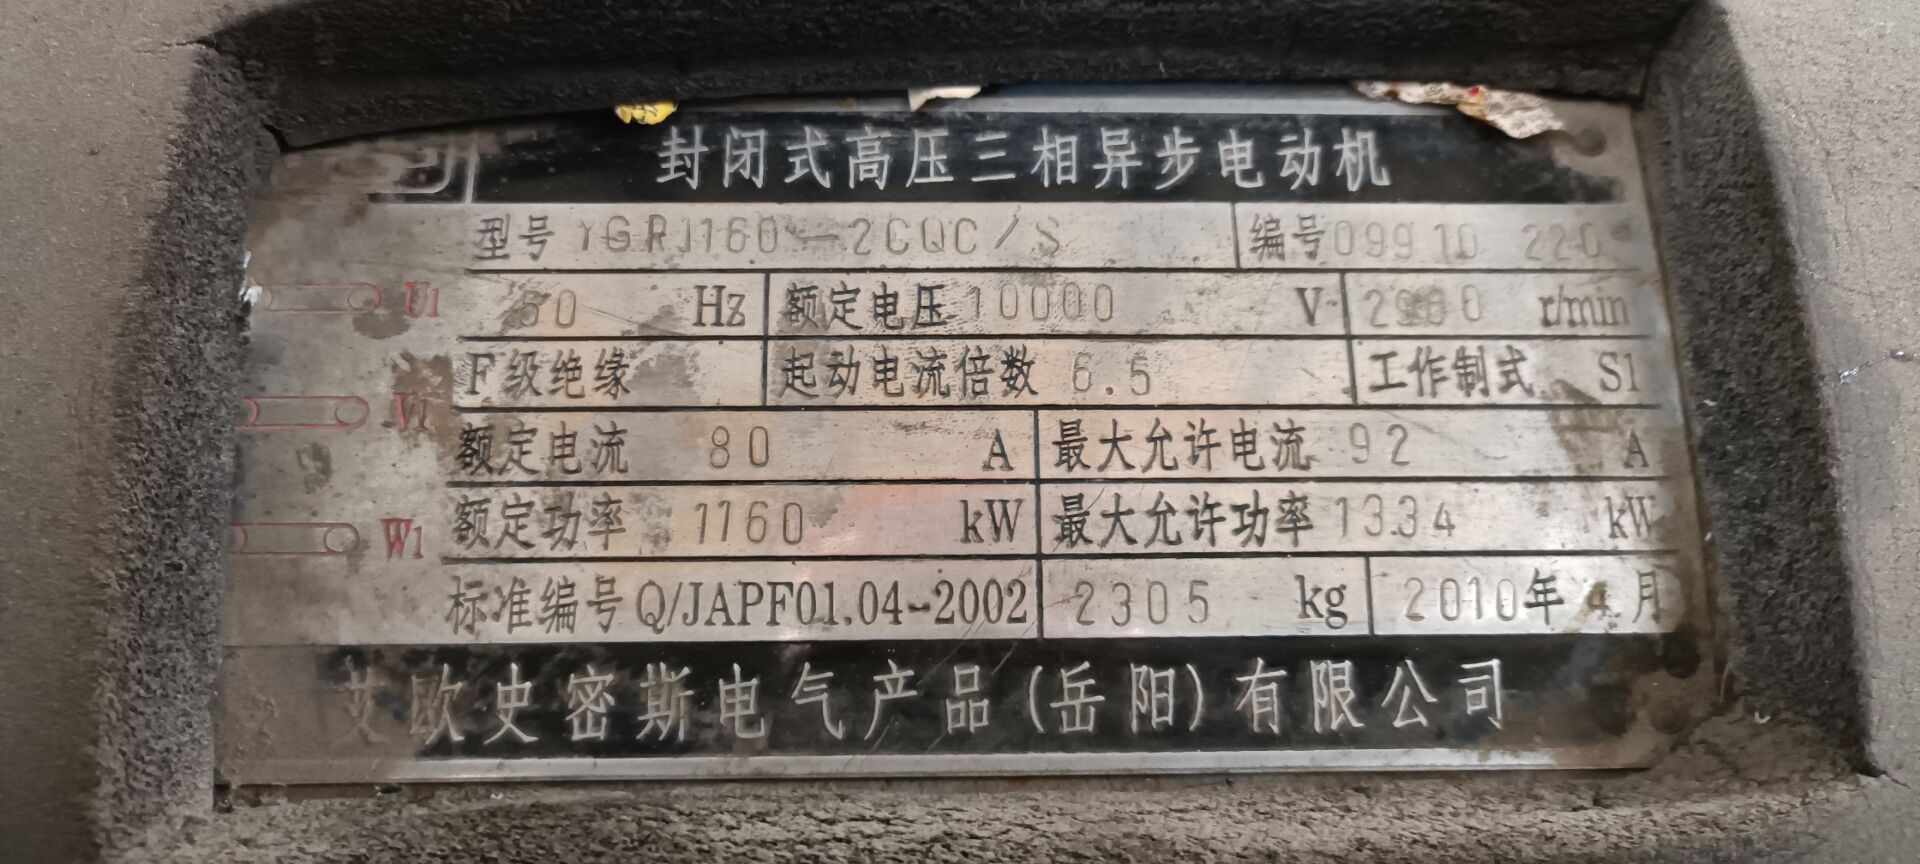 封闭式高压三相异步电动机
型号 YGRJ1160-2CQC/S 编号 09910 220
U1 50 Hz 额定电压 10000 V 2960 r/min
F级绝缘 起动电流倍数 6.5 工作制式 S1
V1 额定电流 80 A 最大允许电流 92 A
W1 额定功率 1160 kW 最大允许功率 1334 kW
标准编号 Q/JAPF01.04-2002 2305 kg 2010年 4月
艾欧史密斯电气产品(岳阳)有限公司